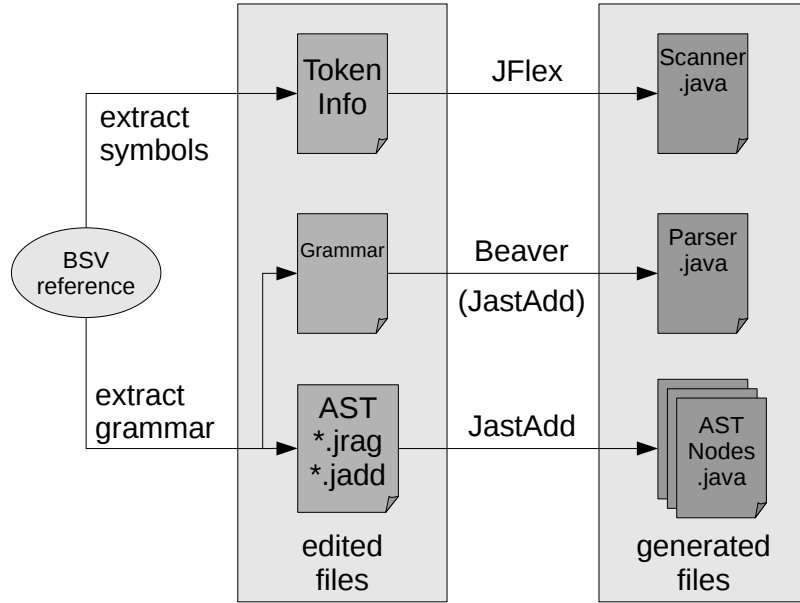 Token
Info
JFlex
Scanner
.java
extract
symbols
BSV
reference
Grammar
Beaver
(JastAdd)
Parser
.java
extract
grammar
AST
*.jrag
*.jadd
JastAdd
AST
Nodes
.java
edited
files
generated
files